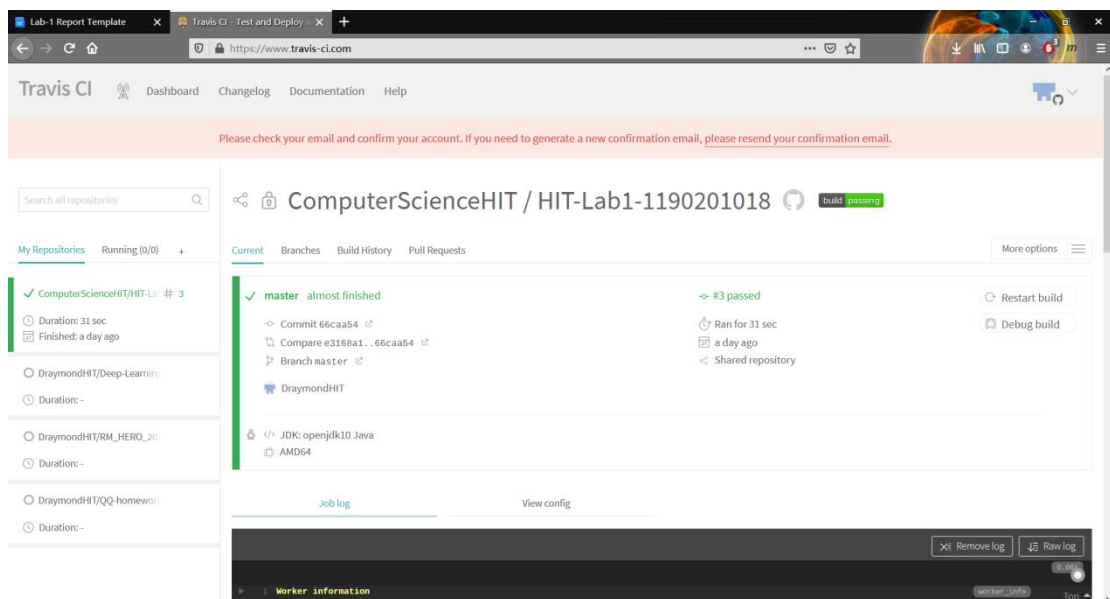 Lab-1 Report Template
Travis CI - Test and Deploy
https://www.travis-ci.com
3
m
Travis CI
Dashboard
Changelog
Documentation
Help
Please check your email and confirm your account. If you need to generate a new confirmation email, please resend your confirmation email.
Search all repositories
ComputerScienceHIT / HIT-Lab1-1190201018
build passing
My Repositories
Running (0/0)
+
Current
Branches
Build History
Pull Requests
More options
ComputerScienceHIT/HIT-La # 3
Duration: 31 sec
Finished: a day ago
DraymondHIT/Deep-Learning
Duration: -
DraymondHIT/RM_HERO_20
Duration: -
DraymondHIT/QQ-homework
Duration: -
master almost finished
Commit 66caa54
Compare e3168a1..66caa54
Branch master
DraymondHIT
JDK: openjdk10 Java
AMD64
#3 passed
Ran for 31 sec
a day ago
Shared repository
Restart build
Debug build
Job log
View config
Remove log
Raw log
1 Worker information
worker_info
Top